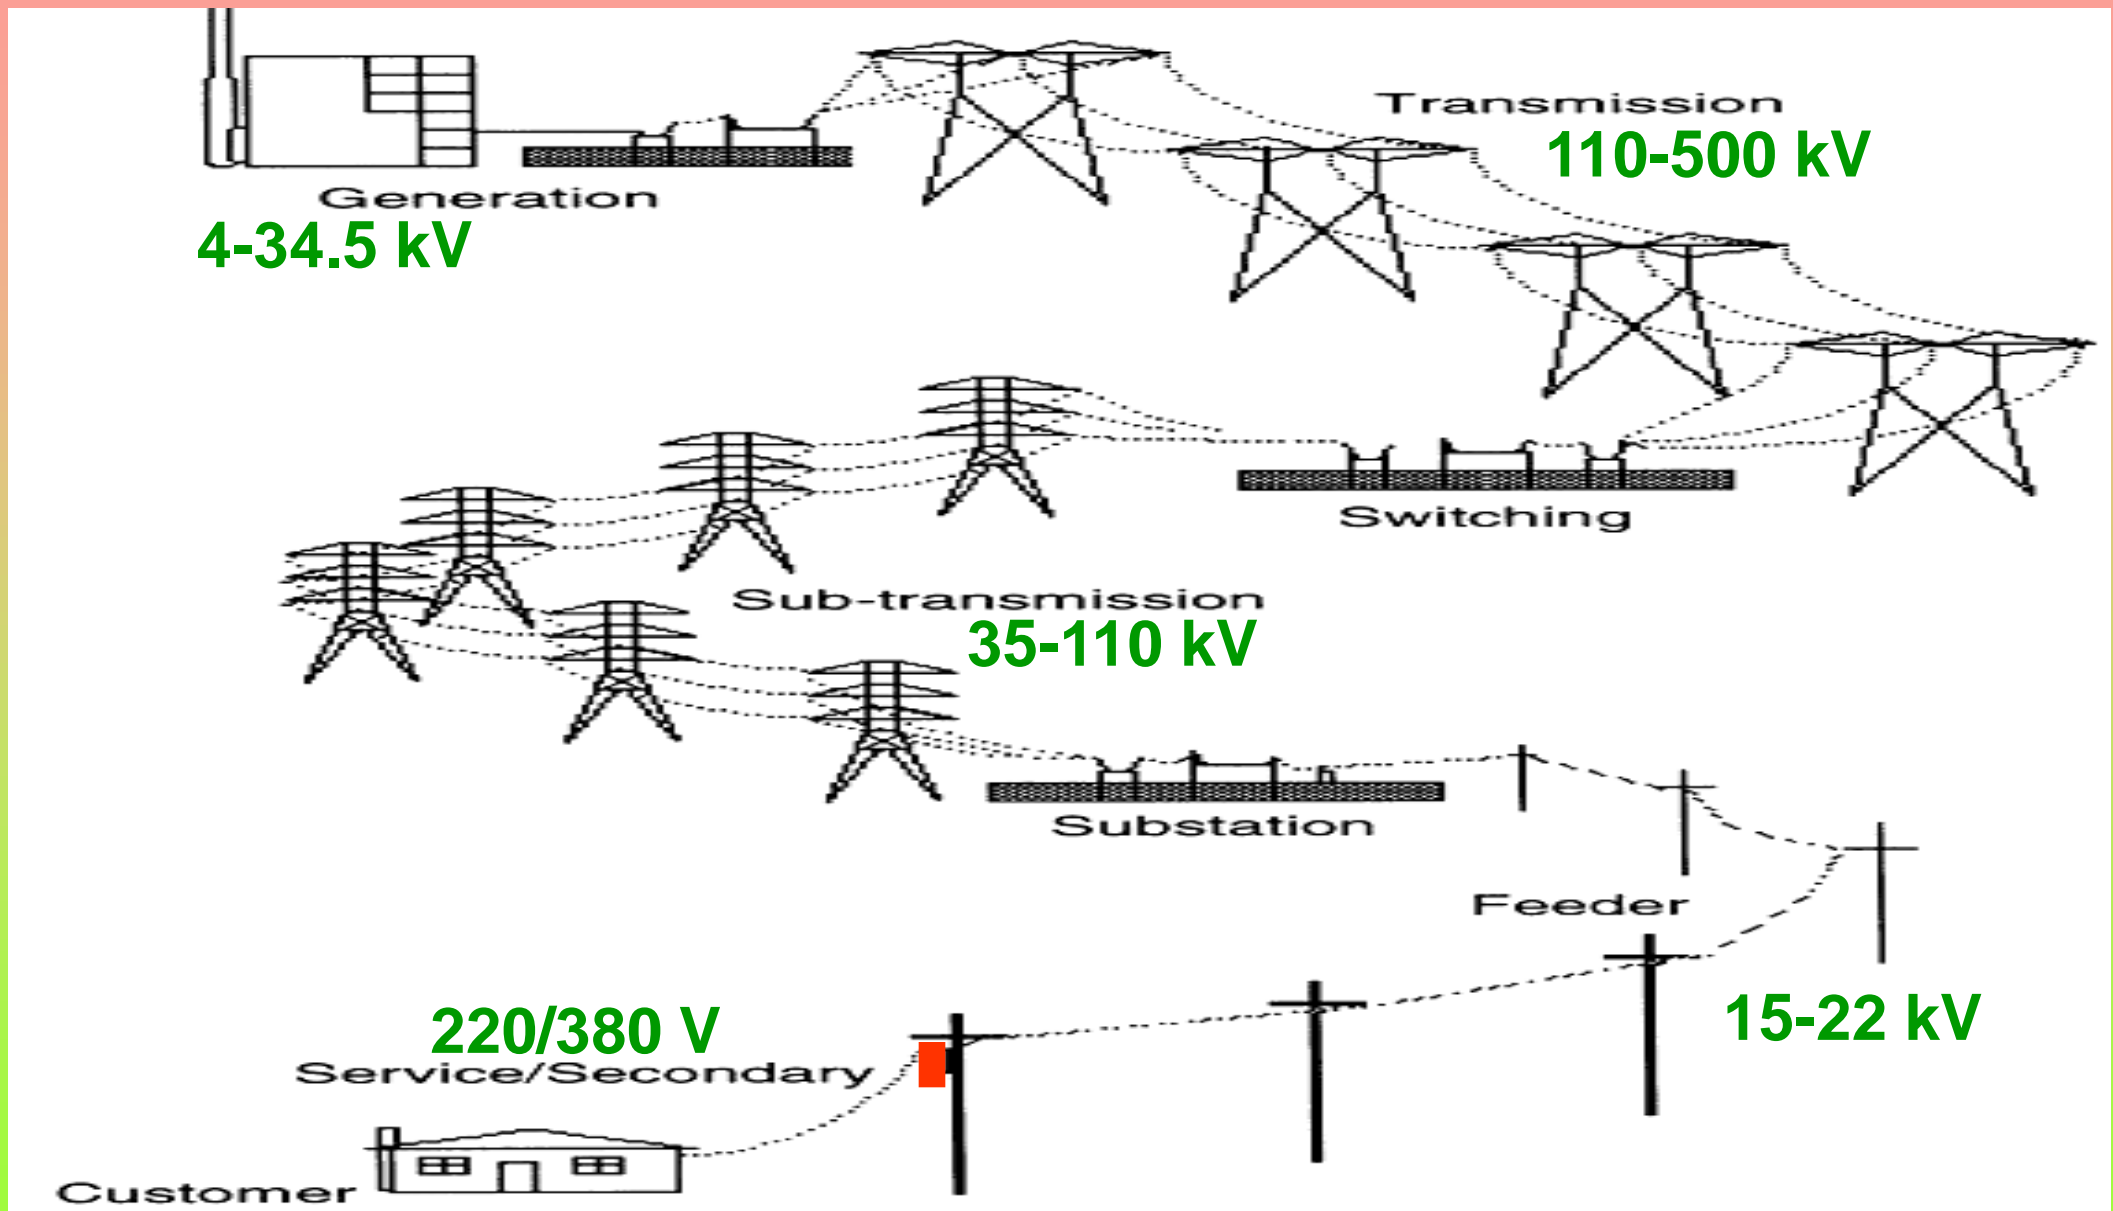 Transmission
110-500 kV
Generation
4-34.5 kV
Switching
Sub-transmission
35-110 kV
Substation
Feeder
15-22 kV
220/380 V
Service/Secondary
Customer